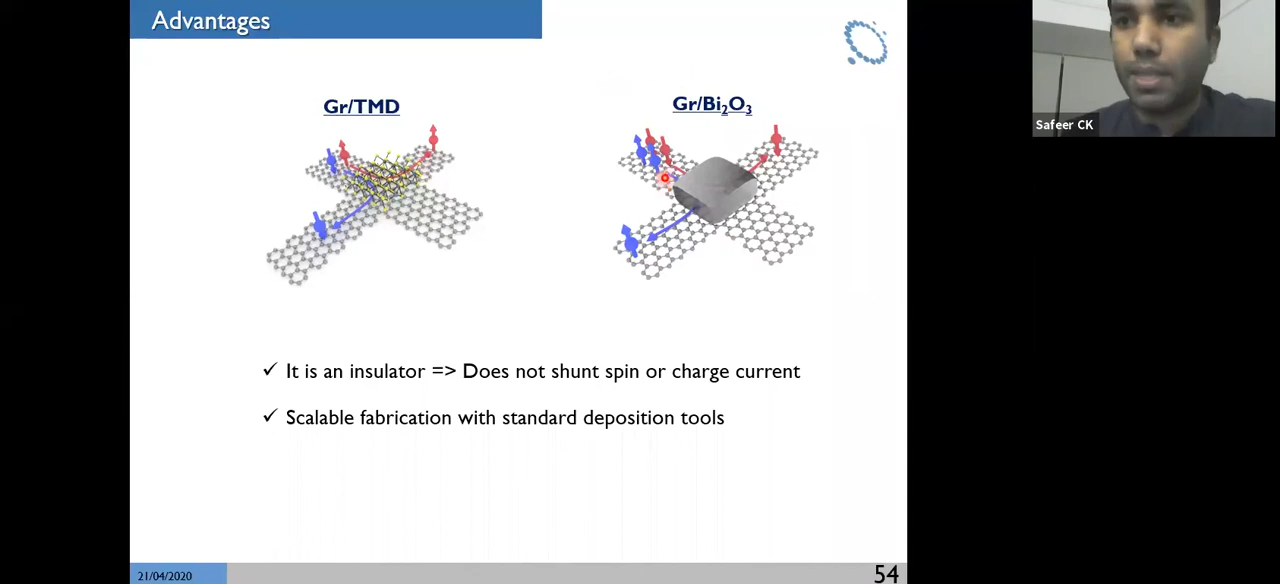 Advantages
Gr/TMD
Gr/Bi₂O₃
Safeer CK
✓ It is an insulator => Does not shunt spin or charge current
✓ Scalable fabrication with standard deposition tools
21/04/2020
54